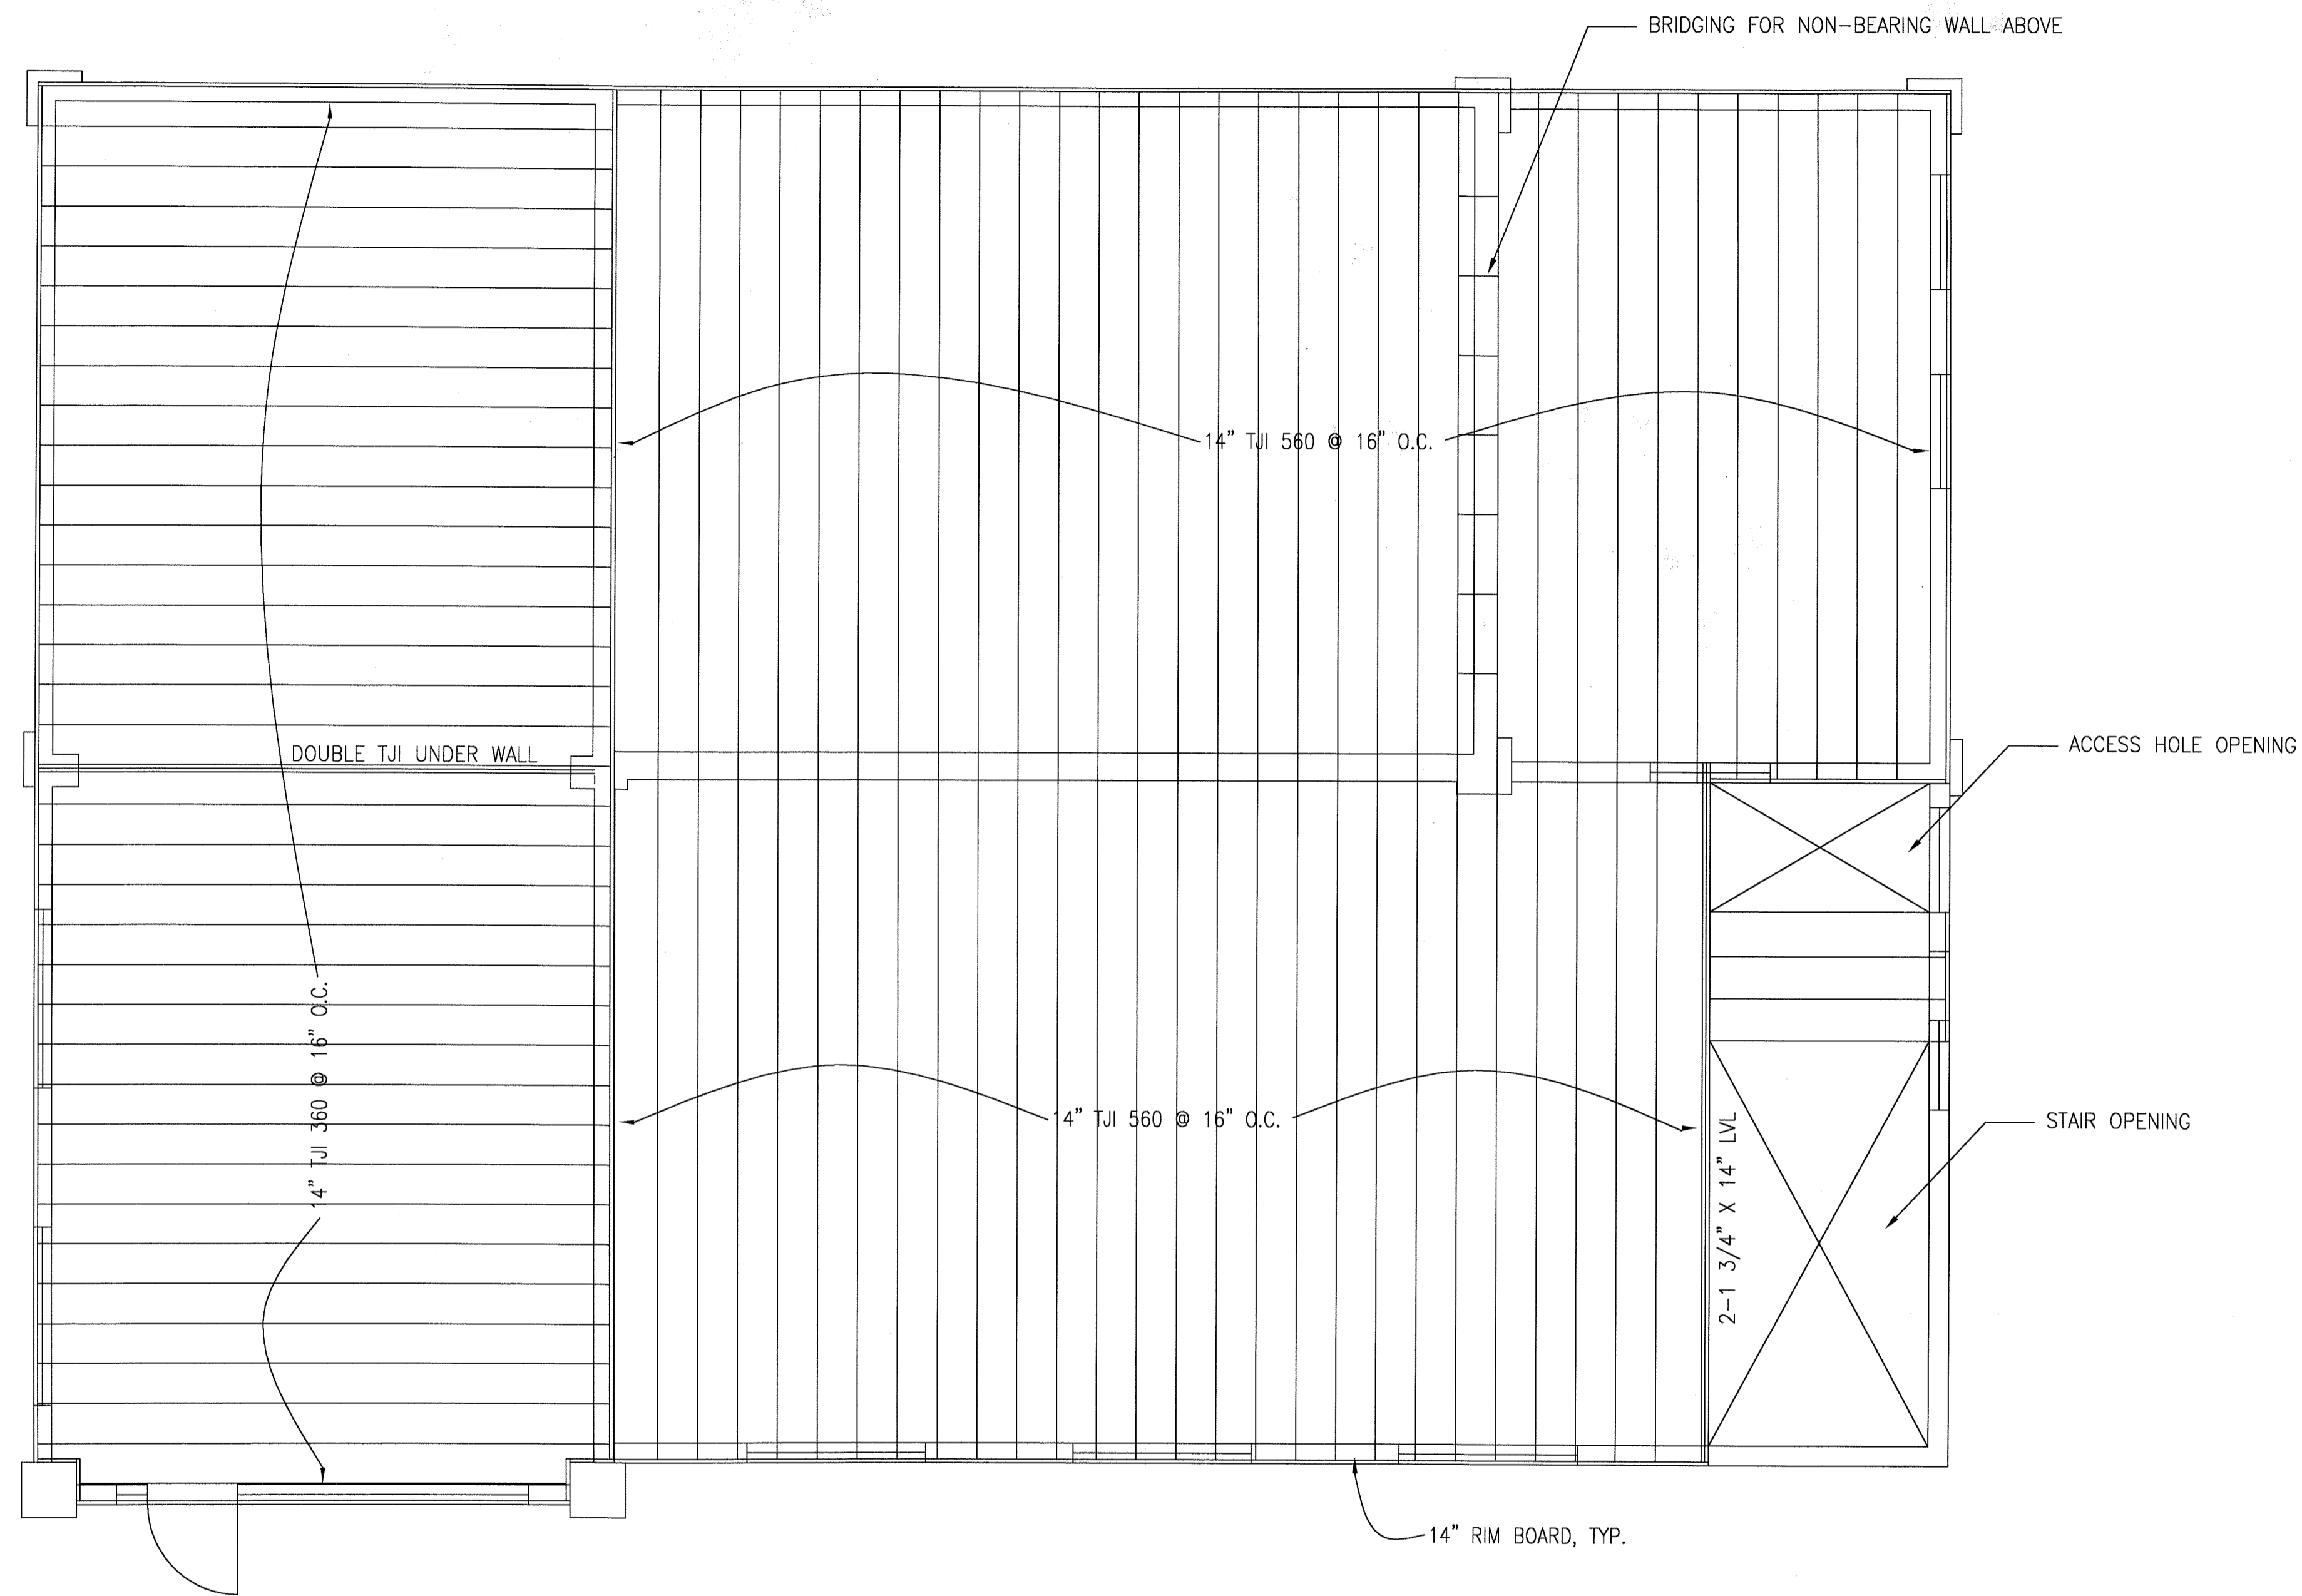 BRIDGING FOR NON-BEARING WALL ABOVE
14" TJI 560 @ 16" O.C.
DOUBLE TJI UNDER WALL
ACCESS HOLE OPENING
14" TJI 360 @ 16" O.C.
14" TJI 560 @ 16" O.C.
2-1 3/4" X 14" LVL
STAIR OPENING
14" RIM BOARD, TYP.